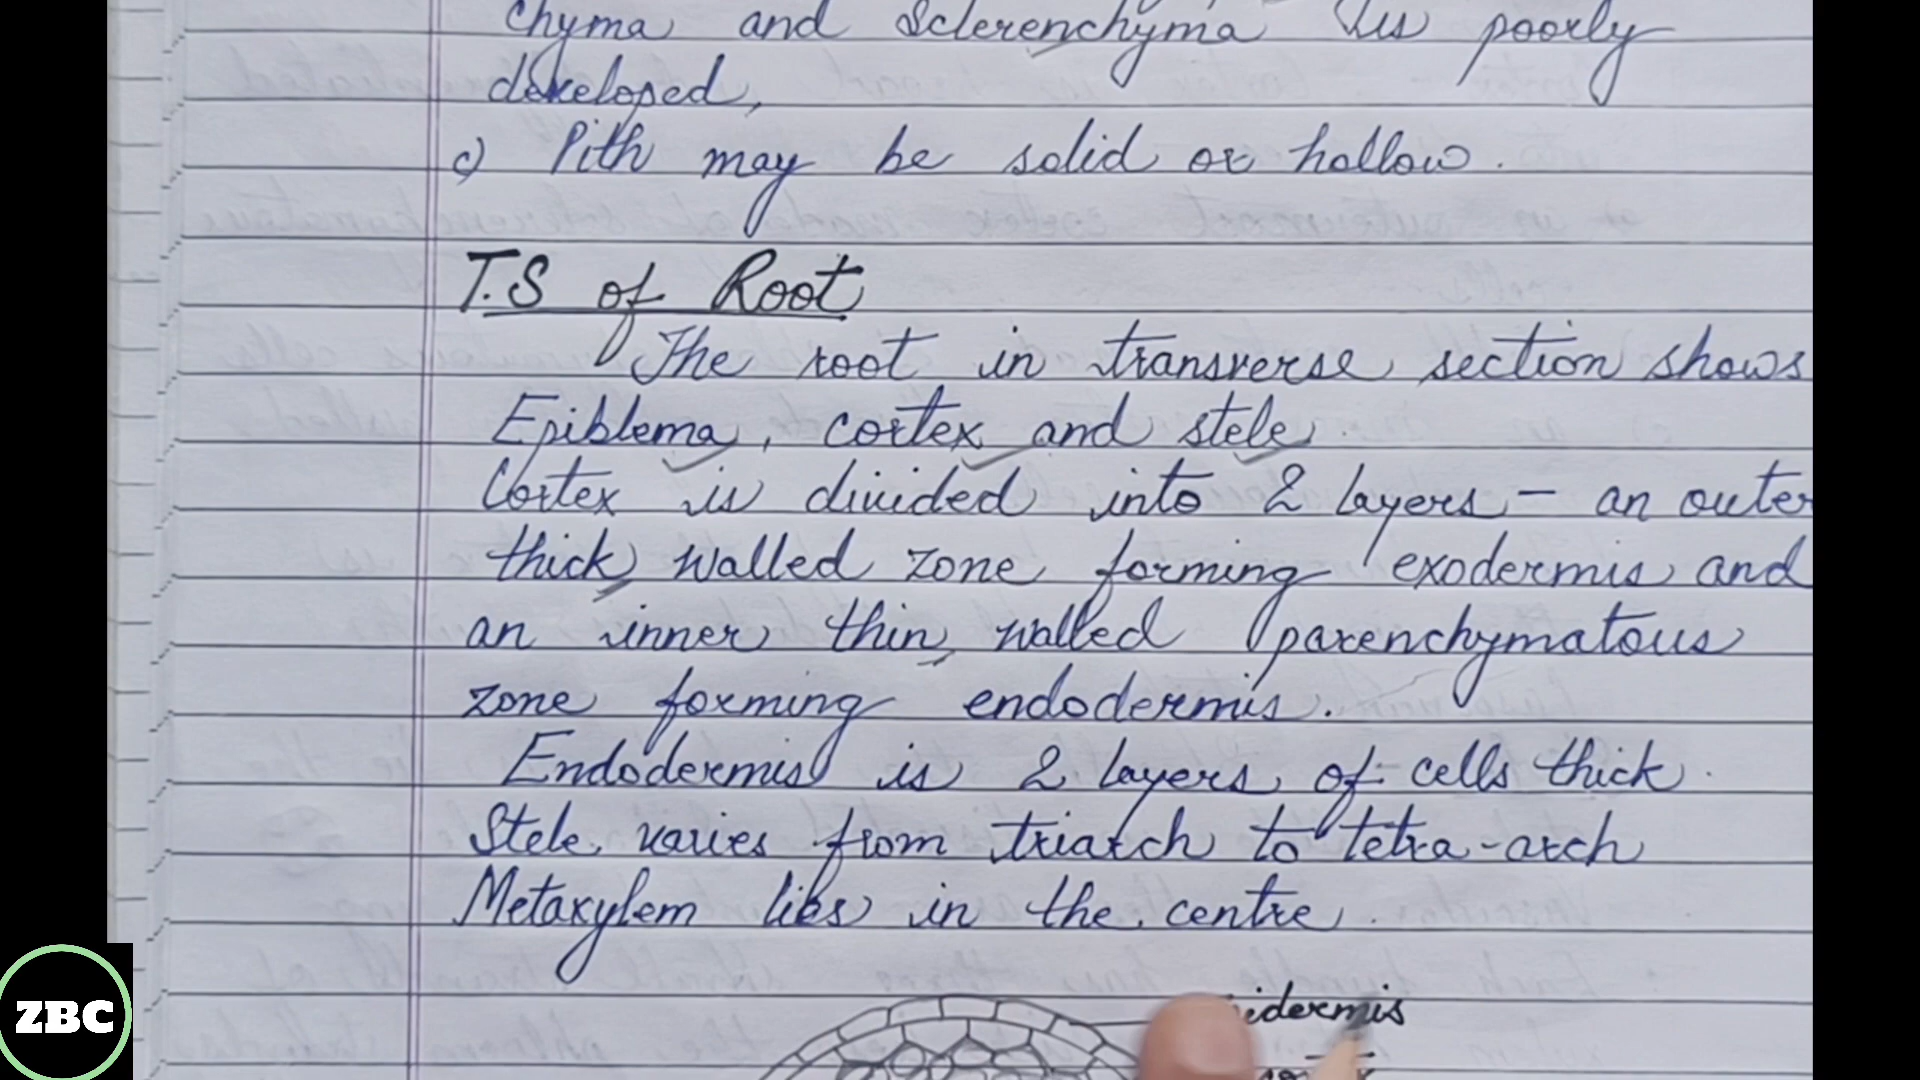 chyma and Sclerenchyma is poorly
developed,
c) Pith may be solid or hollow.
T.S of Root
The root in transverse section shows
Epiblema, cortex and stele.
Cortex is divided into 2 layers - an outer
thick walled zone forming exodermis and
an inner thin walled parenchymatous
zone forming endodermis.
Endodermis is 2 layers of cells thick.
Stele varies from triarch to tetra-arch
Metaxylem lies in the centre.
idermis
ZBC